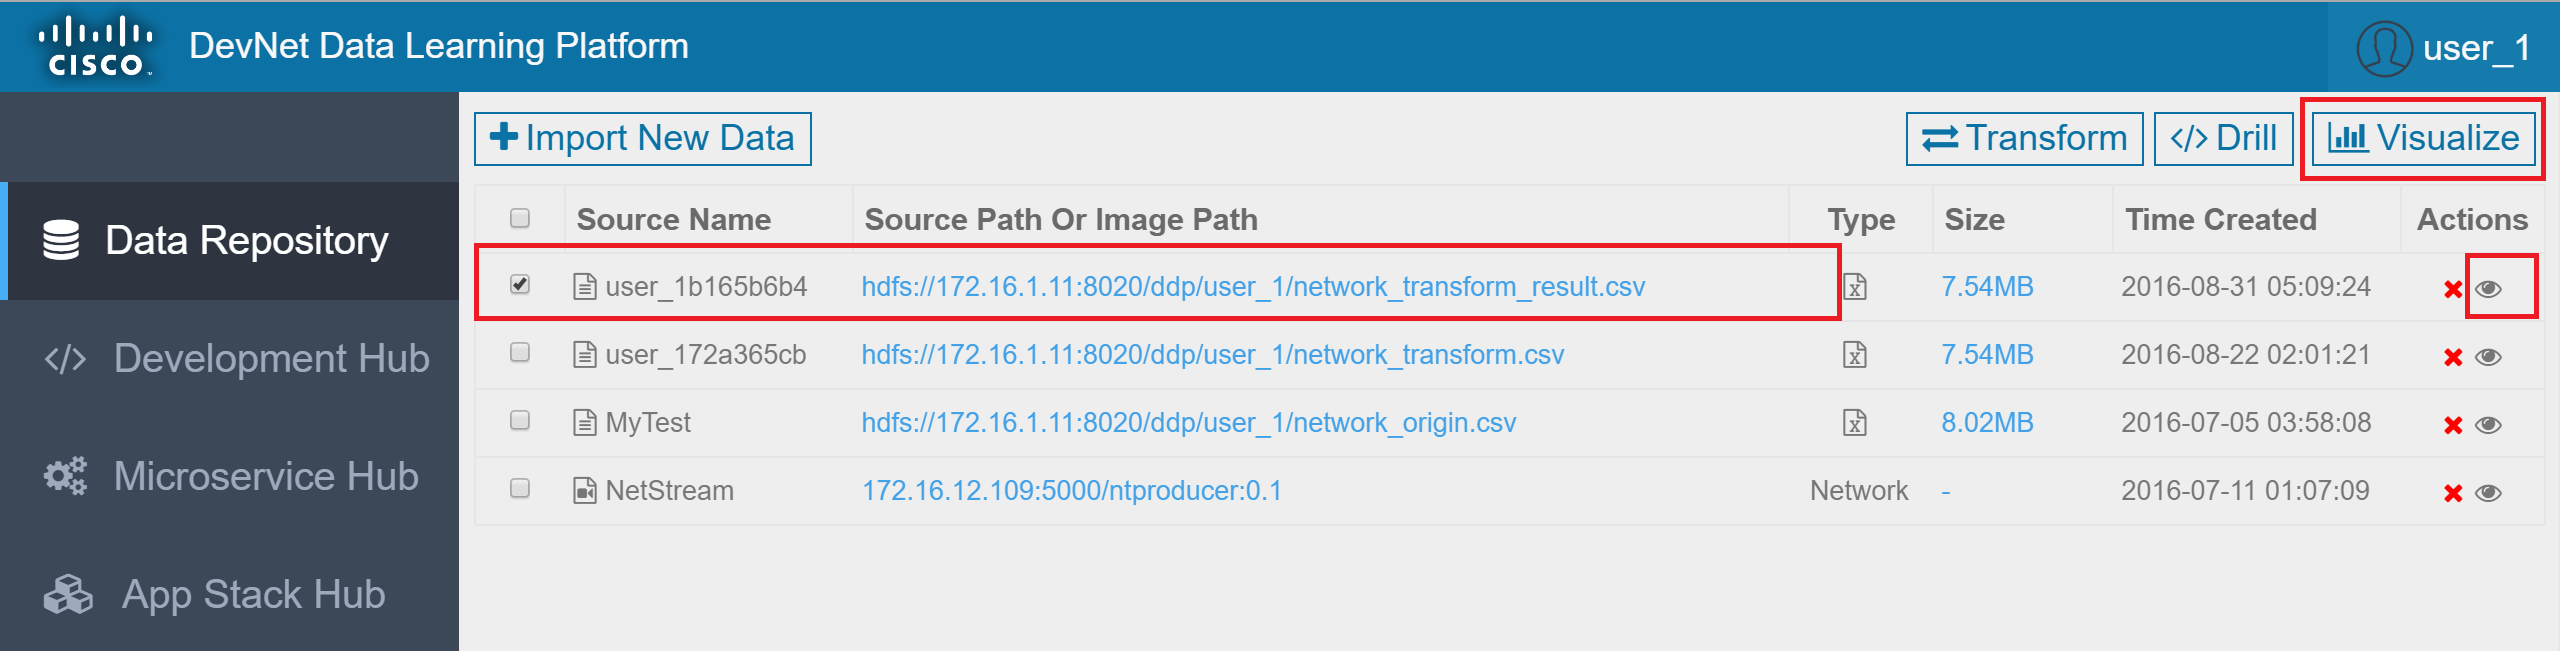 CISCO
DevNet Data Learning Platform
user_1
Import New Data
Transform
</> Drill
Visualize
Source Name Source Path Or Image Path Type Size Time Created Actions
user_1b165b6b4 hdfs://172.16.1.11:8020/ddp/user_1/network_transform_result.csv 7.54MB 2016-08-31 05:09:24
user_172a365cb hdfs://172.16.1.11:8020/ddp/user_1/network_transform.csv 7.54MB 2016-08-22 02:01:21
MyTest hdfs://172.16.1.11:8020/ddp/user_1/network_origin.csv 8.02MB 2016-07-05 03:58:08
NetStream 172.16.12.109:5000/ntproducer:0.1 Network - 2016-07-11 01:07:09
Data Repository
</> Development Hub
Microservice Hub
App Stack Hub